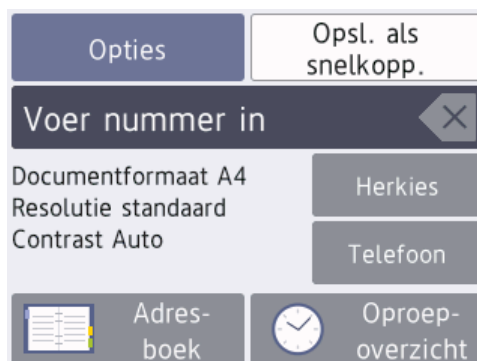 Opties
Opsl. als
snelkopp.
Voer nummer in
Documentformaat A4
Resolutie standaard
Contrast Auto
Herkies
Telefoon
Adres-
boek
Oproep-
overzicht